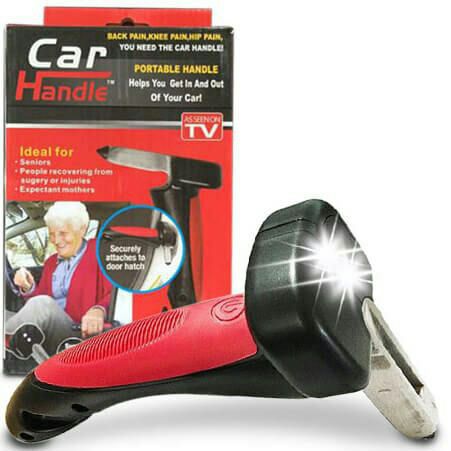 Car
Handle™
BACK PAIN,KNEE PAIN,HIP PAIN,
YOU NEED THE CAR HANDLE!
PORTABLE HANDLE
Helps You Get In And Out
Of Your Car!
AS SEEN ON
TV
Ideal for
• Seniors
• People recovering from
sugery or injuries
• Expectant mothers
Securely
attaches to
door hatch